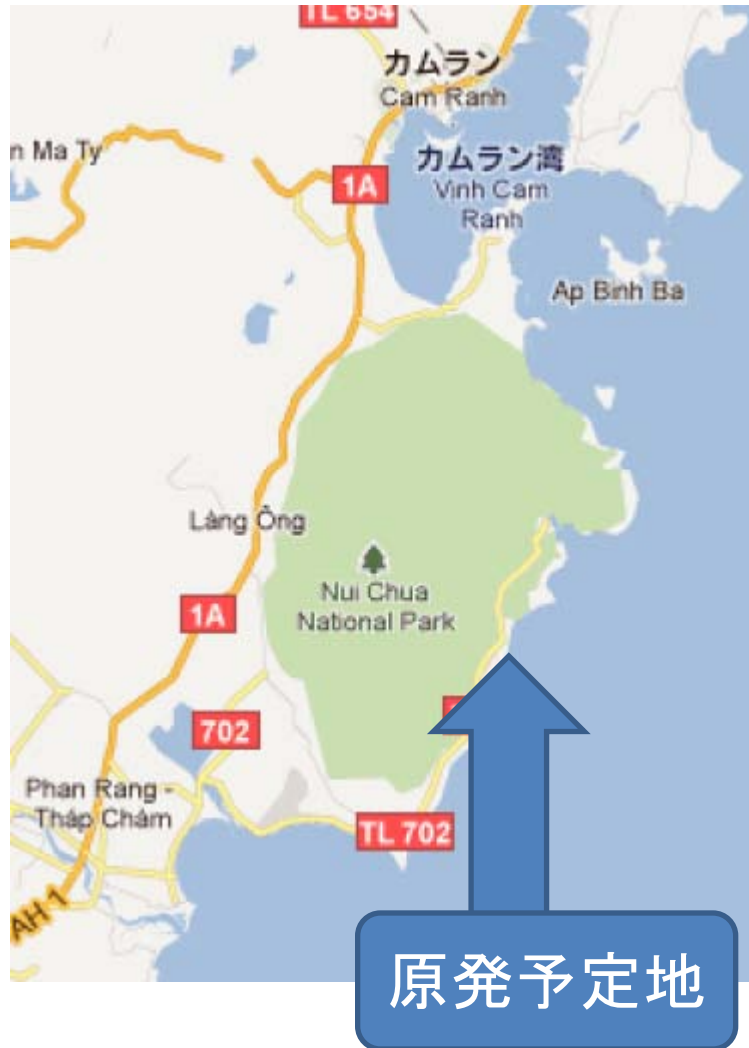 TL 654
カムラン
Cam Ranh
n Ma Ty
カムラン湾
Vinh Cam
Ranh
1A
Ap Binh Ba
Láng Ông
Nui Chua
National Park
1A
702
Phan Rang -
Tháp Chàm
TL 702
AH 1
原発予定地